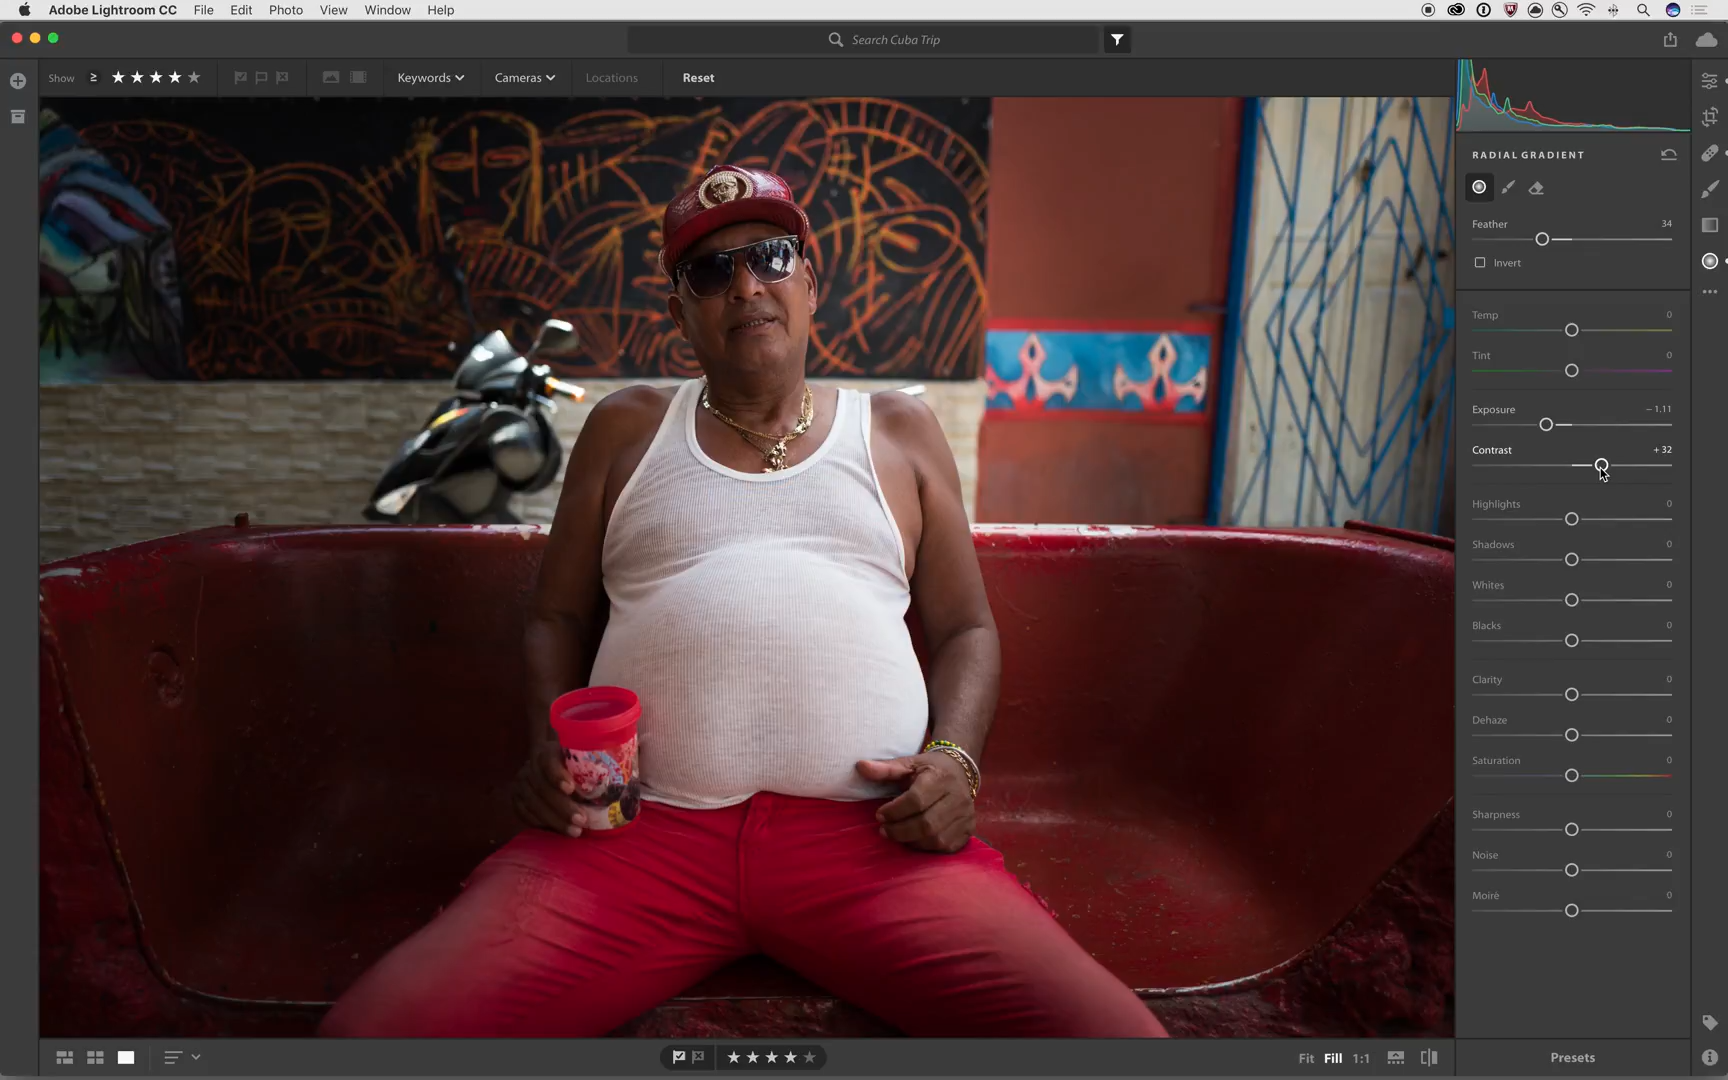 Adobe Lightroom CC File Edit Photo View Window Help
Search Cuba Trip
Show ≥ ★ ★ ★ ★ ★ Keywords Cameras Locations Reset
RADIAL GRADIENT
Feather 34
Invert
Temp 0
Tint 0
Exposure – 1.11
Contrast + 32
Highlights 0
Shadows 0
Whites 0
Blacks 0
Clarity 0
Dehaze 0
Saturation 0
Sharpness 0
Noise 0
Moiré 0
Fit Fill 1:1 Presets